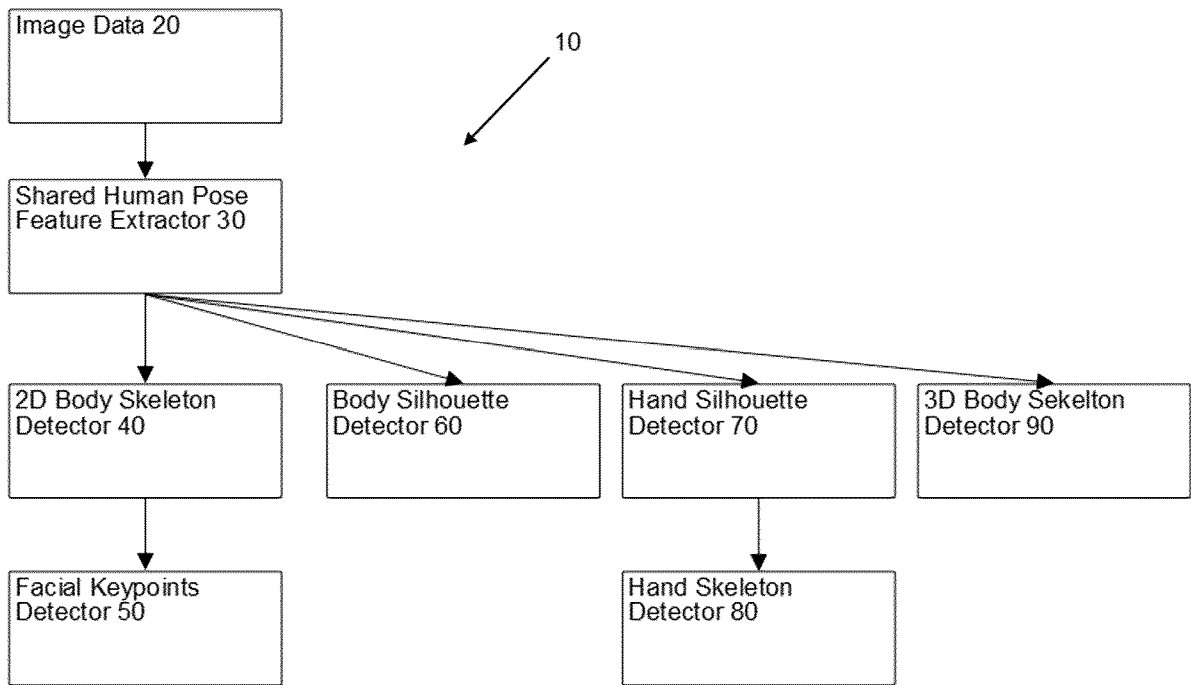 Image Data 20
10
Shared Human Pose
Feature Extractor 30
2D Body Skeleton
Detector 40
Body Silhouette
Detector 60
Hand Silhouette
Detector 70
3D Body Sekelton
Detector 90
Facial Keypoints
Detector 50
Hand Skeleton
Detector 80